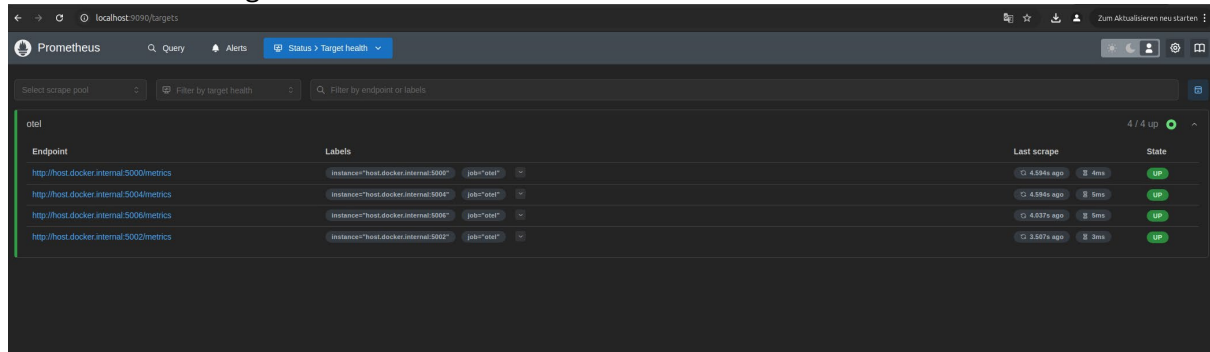 localhost:9090/targets
Zum Aktualisieren neu starten
Prometheus Query Alerts Status > Target health
Select scrape pool Filter by target health Filter by endpoint or labels
otel 4 / 4 up
Endpoint Labels Last scrape State
http://host.docker.internal:5000/metrics instance="host.docker.internal:5000" job="otel" 4.594s ago 4ms UP
http://host.docker.internal:5004/metrics instance="host.docker.internal:5004" job="otel" 4.594s ago 5ms UP
http://host.docker.internal:5006/metrics instance="host.docker.internal:5006" job="otel" 4.037s ago 5ms UP
http://host.docker.internal:5002/metrics instance="host.docker.internal:5002" job="otel" 3.507s ago 3ms UP